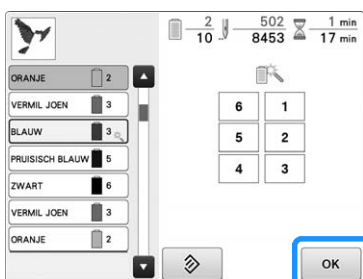 2
10
502
8453
1 min
17 min
ORANJE 2
VERMIL JOEN 3
BLAUW 3
PRUISISCH BLAUW 5
ZWART 6
VERMIL JOEN 3
ORANJE 2
6 1
5 2
4 3
OK